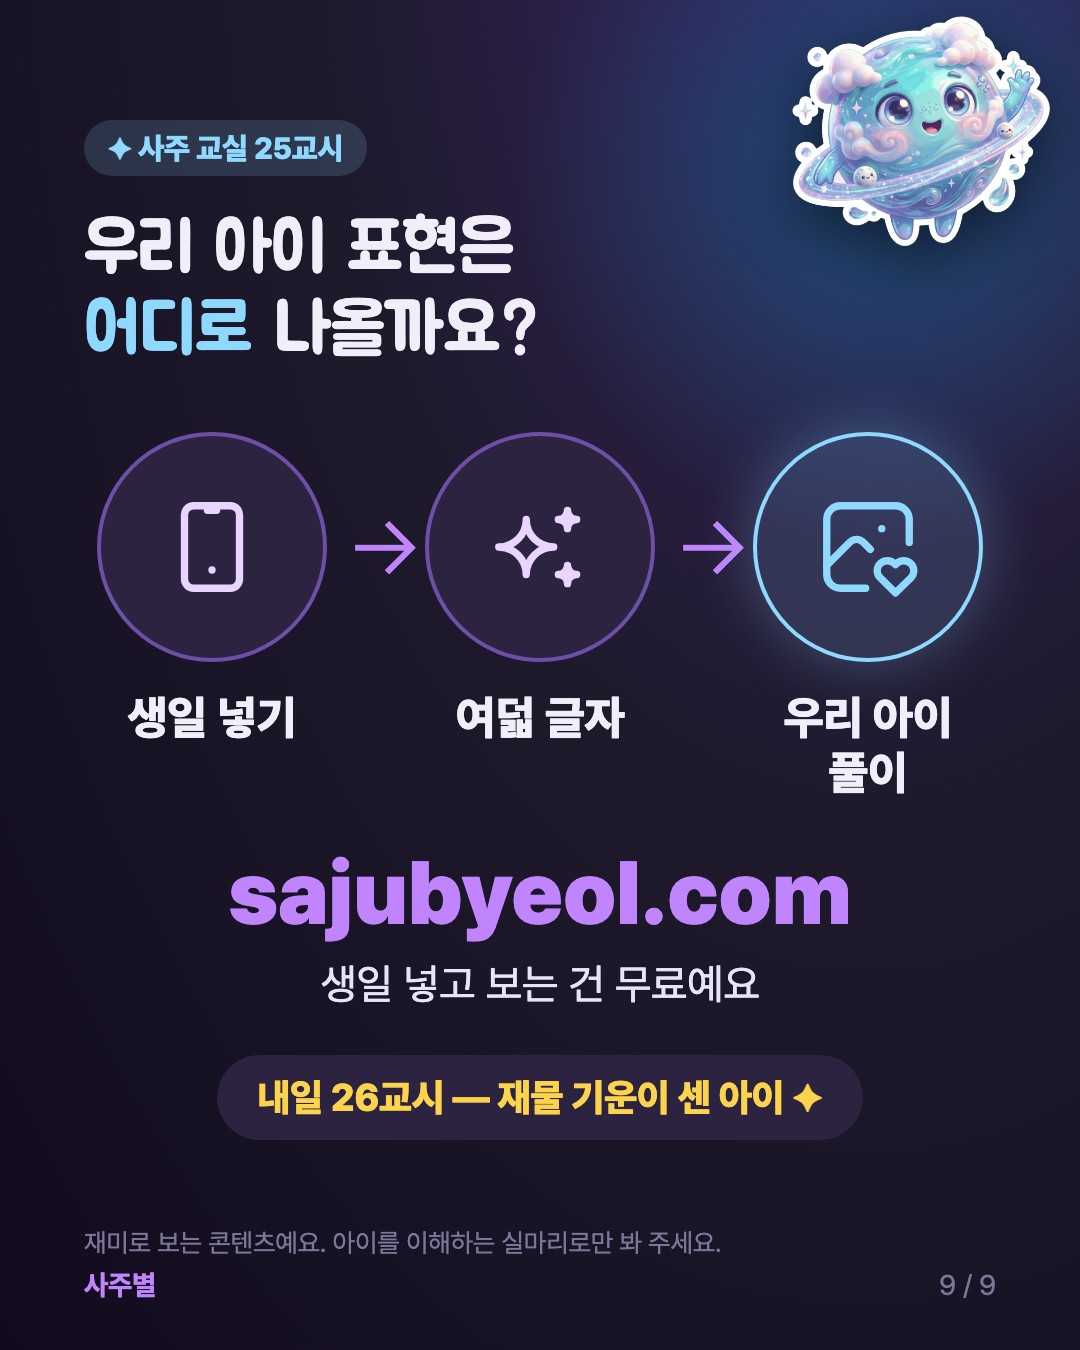 사주 교실 25교시
우리 아이 표현은
어디로 나올까요?
생일 넣기
여덟 글자
우리 아이
풀이
sajubyeol.com
생일 넣고 보는 건 무료예요
내일 26교시 — 재물 기운이 센 아이
재미로 보는 콘텐츠예요. 아이를 이해하는 실마리로만 봐 주세요.
사주별
9 / 9